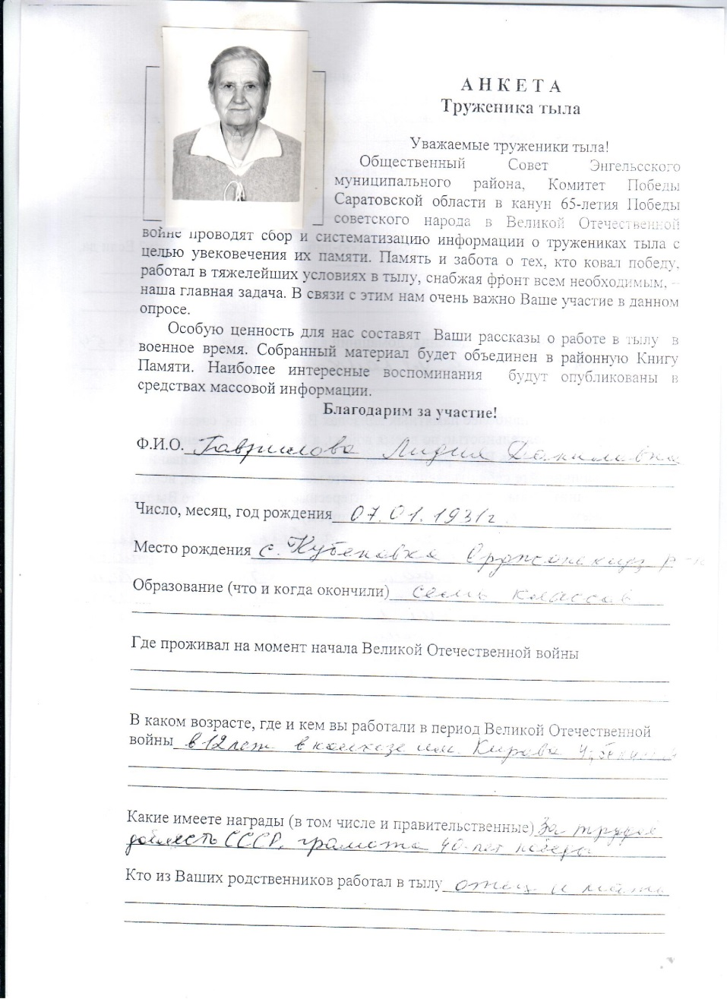 АНКЕТА
Труженика тыла
Уважаемые труженики тыла!
Общественный Совет Энгельсского
муниципального района, Комитет Победы
Саратовской области в канун 65-летия Победы
советского народа в Великой Отечественной
войне проводят сбор и систематизацию информации о тружениках тыла с
целью увековечения их памяти. Память и забота о тех, кто ковал победу,
работал в тяжелейших условиях в тылу, снабжая фронт всем необходимым, –
наша главная задача. В связи с этим нам очень важно Ваше участие в данном
опросе.
Особую ценность для нас составят Ваши рассказы о работе в тылу в
военное время. Собранный материал будет объединен в районную Книгу
Памяти. Наиболее интересные воспоминания будут опубликованы в
средствах массовой информации.
Благодарим за участие!
Ф.И.О. Гаврилова Лидия Даниловна
Число, месяц, год рождения 07.01.1931г
Место рождения с. Орджоникидз р-н
Образование (что и когда окончили) семь классов
Где проживал на момент начала Великой Отечественной войны
В каком возрасте, где и кем вы работали в период Великой Отечественной
войны в 12 лет в колхозе им. Кирова
Какие имеете награды (в том числе и правительственные) За трудов
доблесть СССР, грамота 40-лет победы
Кто из Ваших родственников работал в тылу отец и мать